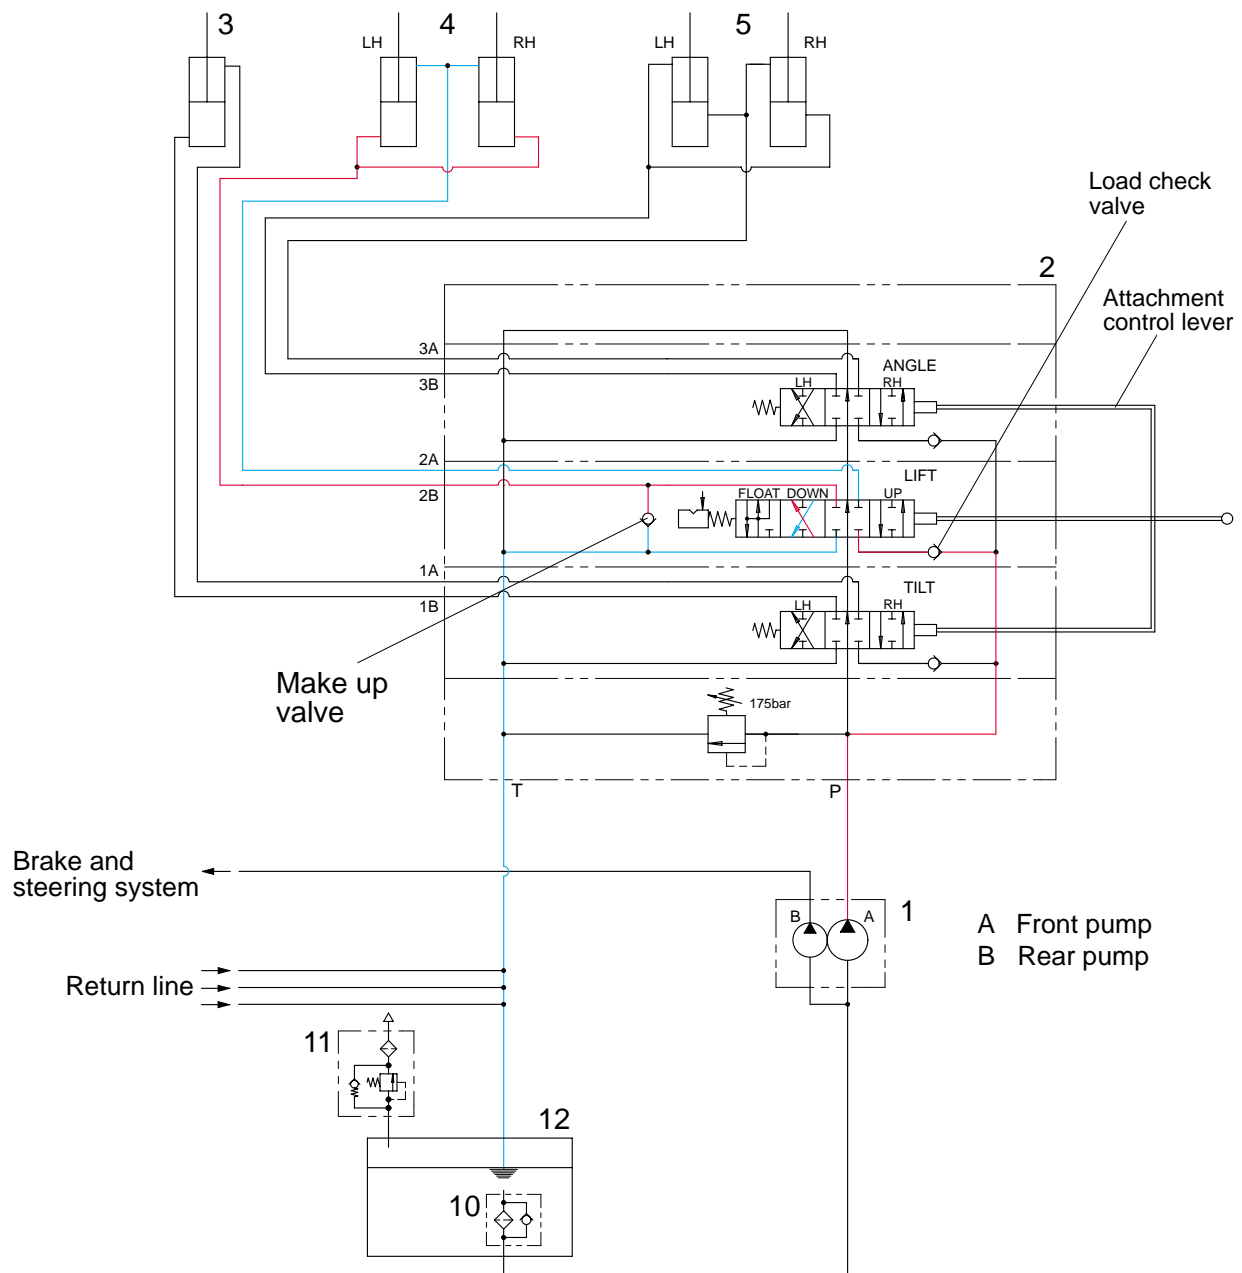 3
4
5
LH
RH
LH
RH
Load check
valve
2
Attachment
control lever
3A
ANGLE
3B
LH
RH
2A
LIFT
2B
FLOAT
DOWN
UP
1A
TILT
1B
LH
RH
Make up
valve
175bar
T
P
Brake and
steering system
B
A
1
A Front pump
B Rear pump
Return line
11
12
10